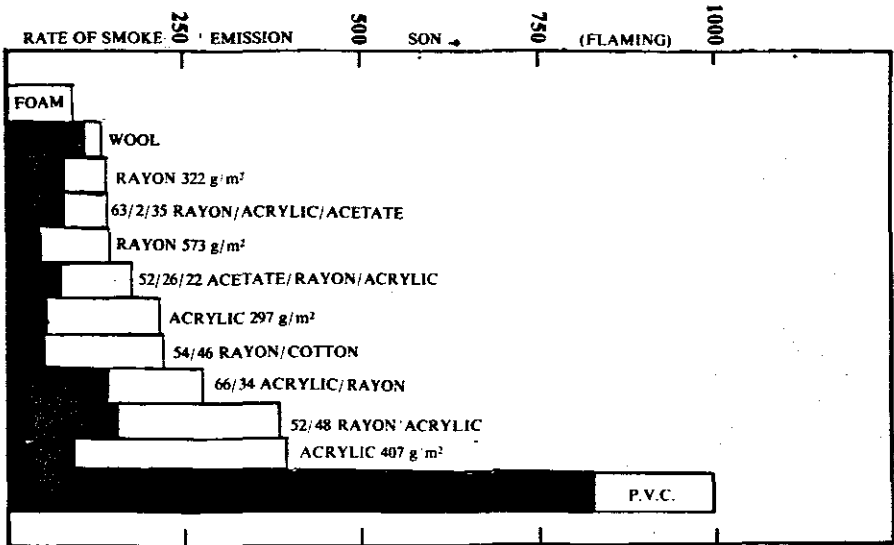 250 500 750 1000
RATE OF SMOKE EMISSION SON (FLAMING)
FOAM
WOOL
RAYON 322 g/m²
63/2/35 RAYON/ACRYLIC/ACETATE
RAYON 573 g/m²
52/26/22 ACETATE/RAYON/ACRYLIC
ACRYLIC 297 g/m²
54/46 RAYON/COTTON
66/34 ACRYLIC/RAYON
52/48 RAYON ACRYLIC
ACRYLIC 407 g/m²
P.V.C.